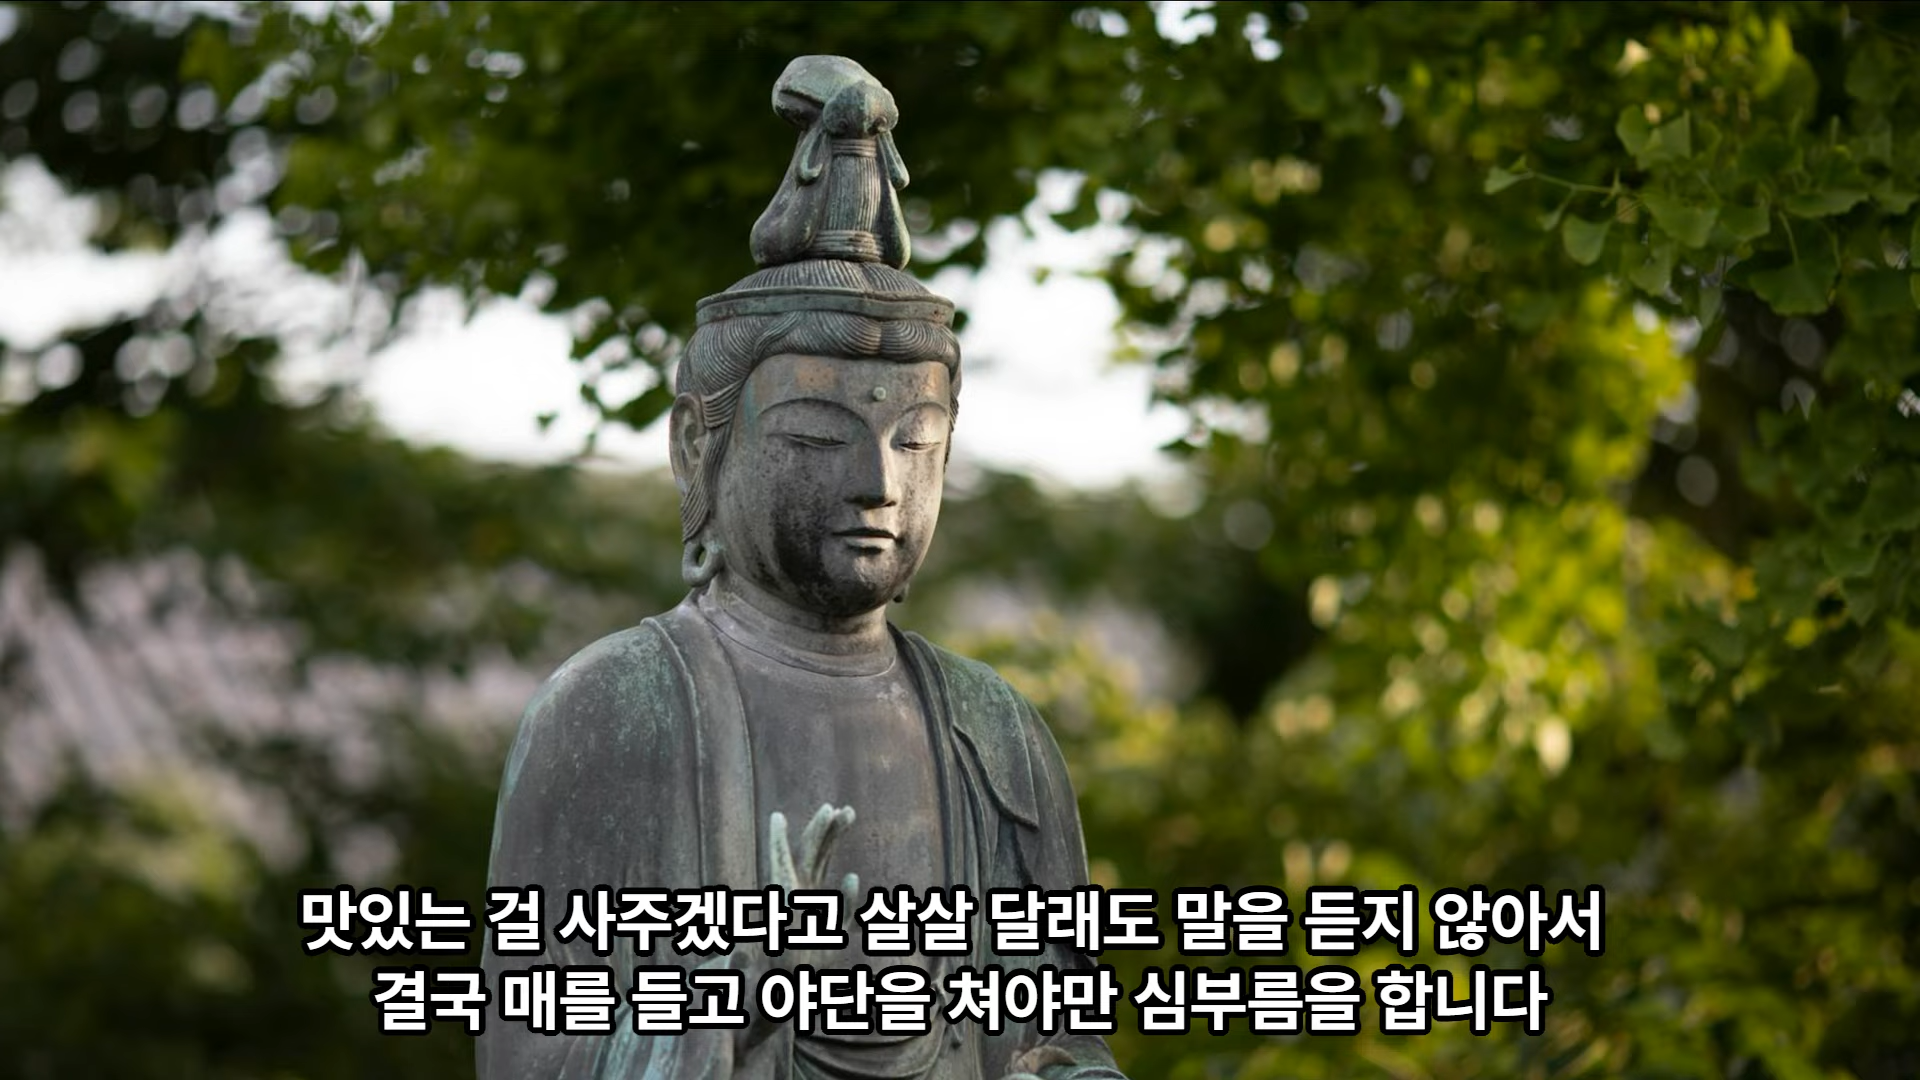 맛있는 걸 사주겠다고 살살 달래도 말을 듣지 않아서
결국 매를 들고 야단을 쳐야만 심부름을 합니다